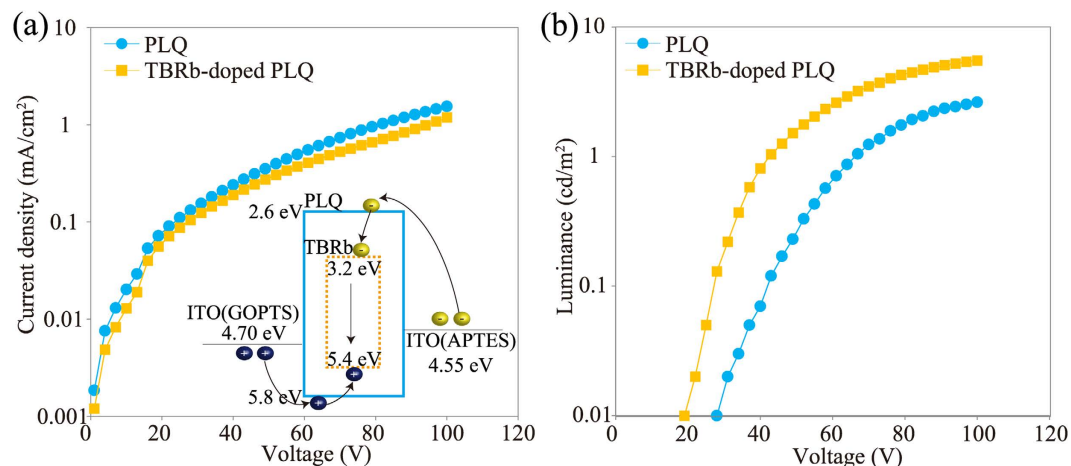 (a)
PLQ
TBRb-doped PLQ
Current density (mA/cm²)
10
1
0.1
0.01
0.001
0
20
40
60
80
100
120
Voltage (V)
PLQ
2.6 eV
TBRb
3.2 eV
ITO(GOPTS)
4.70 eV
5.4 eV
5.8 eV
ITO(APTES)
4.55 eV
(b)
PLQ
TBRb-doped PLQ
Luminance (cd/m²)
10
1
0.1
0.01
0
20
40
60
80
100
120
Voltage (V)